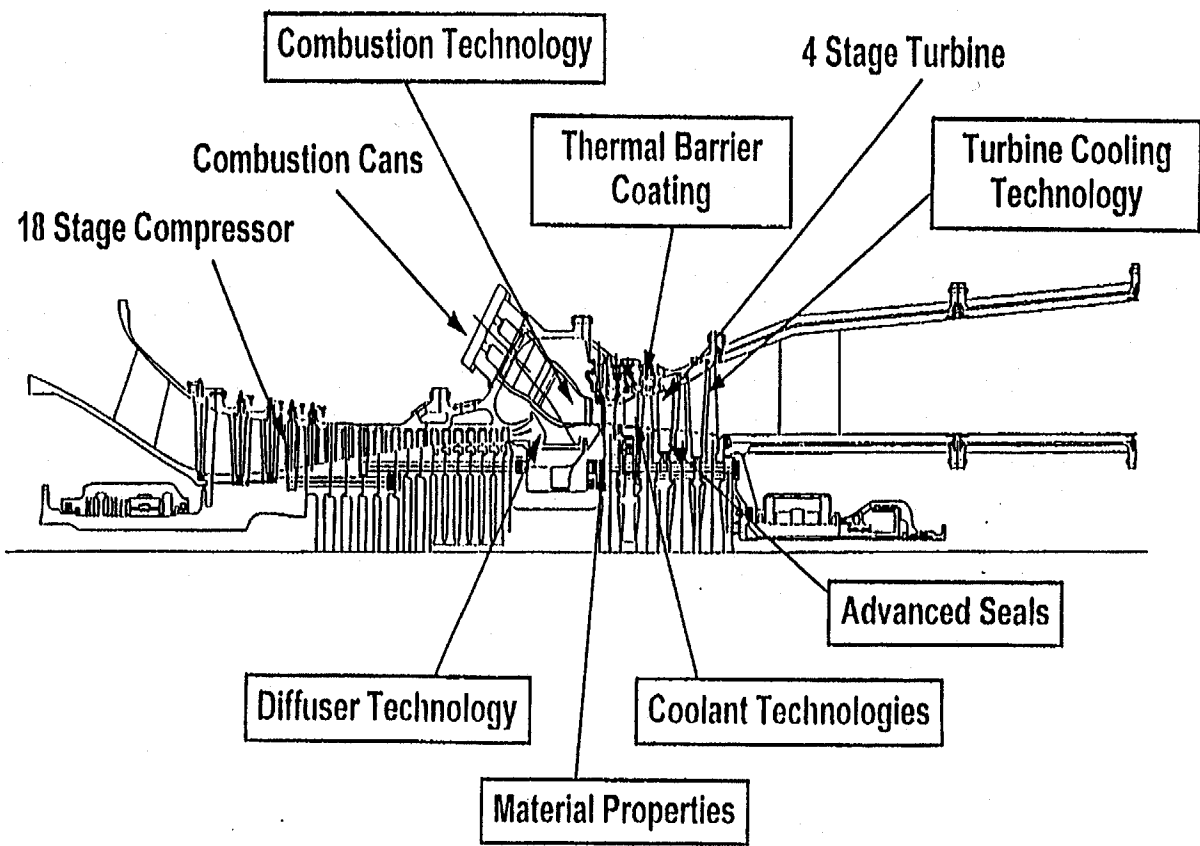 Combustion Technology
4 Stage Turbine
Thermal Barrier
Coating
Turbine Cooling
Technology
Combustion Cans
18 Stage Compressor
Advanced Seals
Diffuser Technology
Coolant Technologies
Material Properties